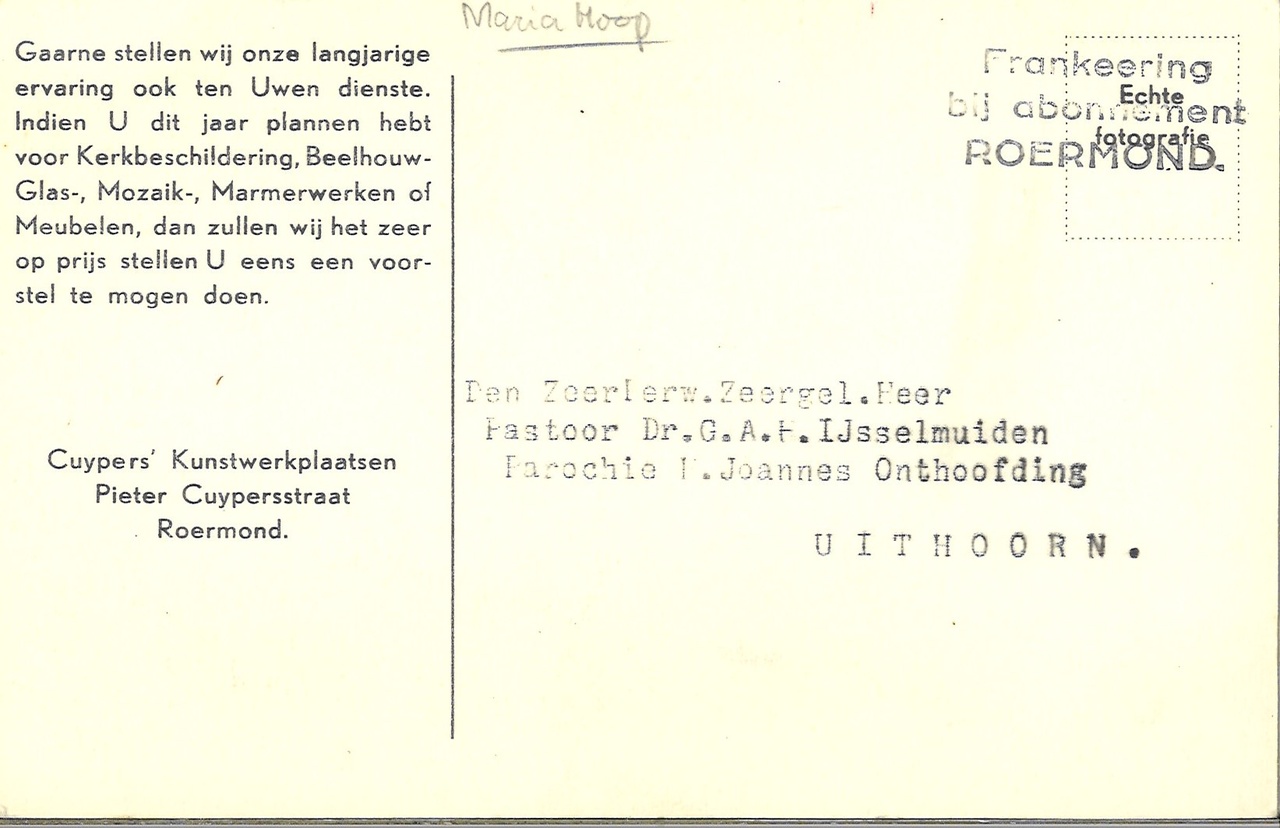 Maria Hoop
Gaarne stellen wij onze langjarige
ervaring ook ten Uwen dienste.
Indien U dit jaar plannen hebt
voor Kerkbeschildering, Beelhouw-
Glas-, Mozaik-, Marmerwerken of
Meubelen, dan zullen wij het zeer
op prijs stellen U eens een voor-
stel te mogen doen.
Cuypers' Kunstwerkplaatsen
Pieter Cuypersstraat
Roermond.
Frankeering
bij abonnement
ROERMOND.
Echte
fotografie
Den ZeerEerw.Zeergel.Heer
Pastoor Dr.G.A.H.IJsselmuiden
Parochie H.Joannes Onthoofding
UITHOORN.